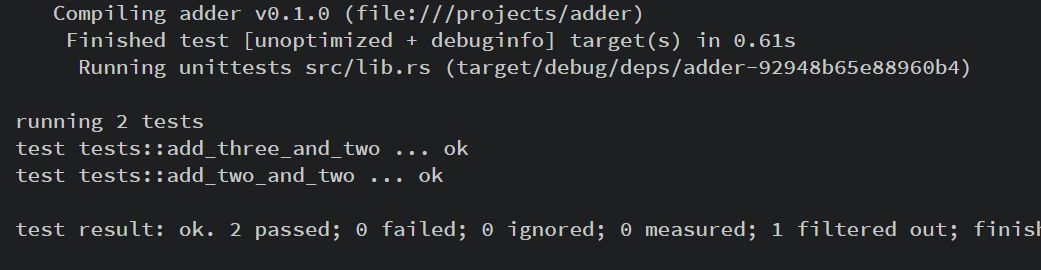 Compiling adder v0.1.0 (file:///projects/adder)
Finished test [unoptimized + debuginfo] target(s) in 0.61s
Running unittests src/lib.rs (target/debug/deps/adder-92948b65e88960b4)
running 2 tests
test tests::add_three_and_two ... ok
test tests::add_two_and_two ... ok
test result: ok. 2 passed; 0 failed; 0 ignored; 0 measured; 1 filtered out; finish